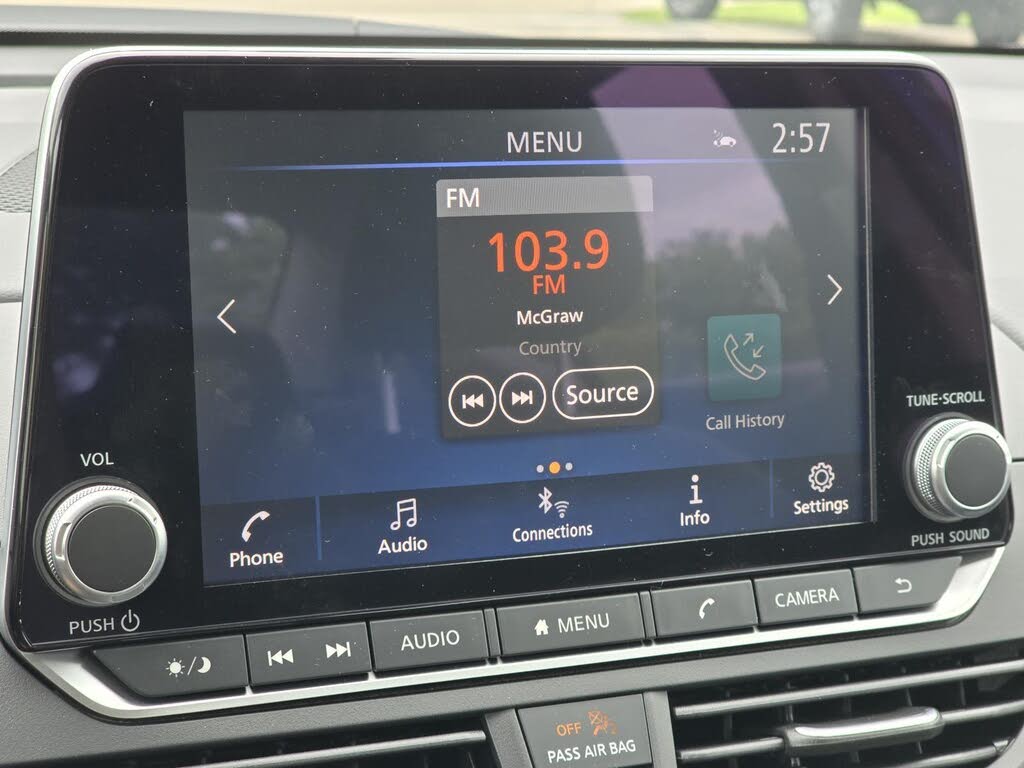 MENU
2:57
FM
103.9
FM
McGraw
Country
Source
Call History
Phone
Audio
Connections
Info
Settings
VOL
PUSH
TUNE·SCROLL
PUSH SOUND
AUDIO
MENU
CAMERA
OFF
PASS AIR BAG